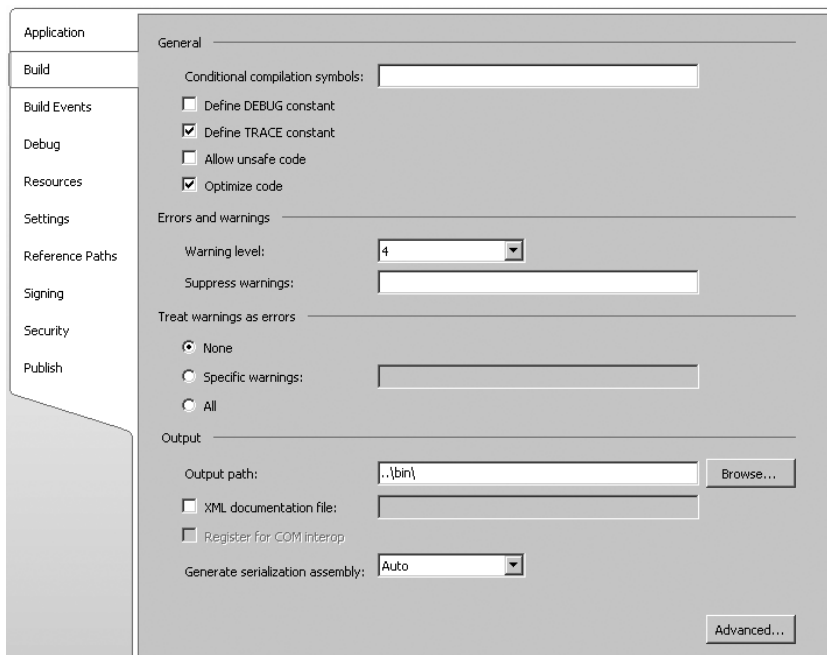 Application
Build
Build Events
Debug
Resources
Settings
Reference Paths
Signing
Security
Publish
General
Conditional compilation symbols:
Define DEBUG constant
Define TRACE constant
Allow unsafe code
Optimize code
Errors and warnings
Warning level: 4
Suppress warnings:
Treat warnings as errors
None
Specific warnings:
All
Output
Output path: ..\bin\ Browse...
XML documentation file:
Register for COM interop
Generate serialization assembly: Auto
Advanced...